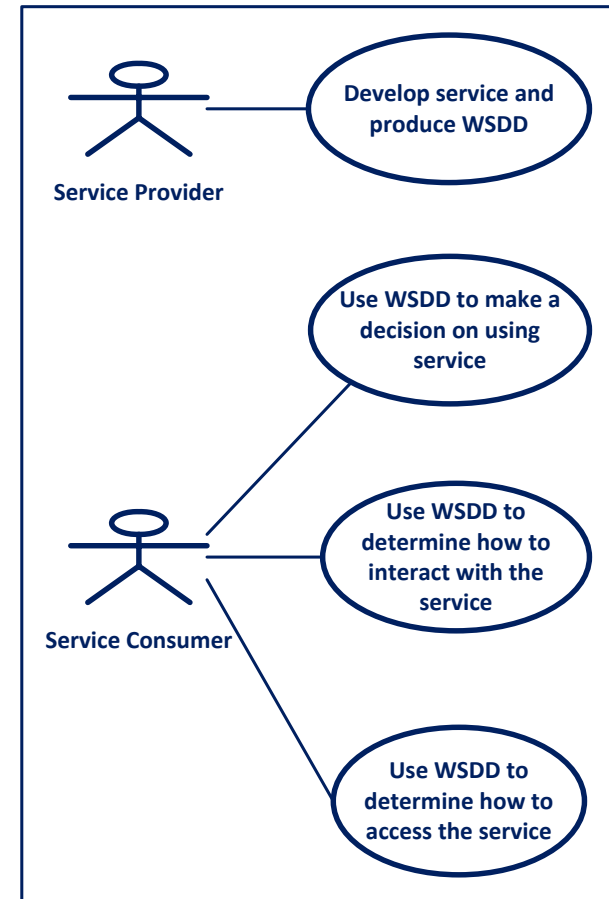 Develop service and
produce WSDD
Service Provider
Use WSDD to make a
decision on using
service
Use WSDD to
determine how to
interact with the
service
Service Consumer
Use WSDD to
determine how to
access the service